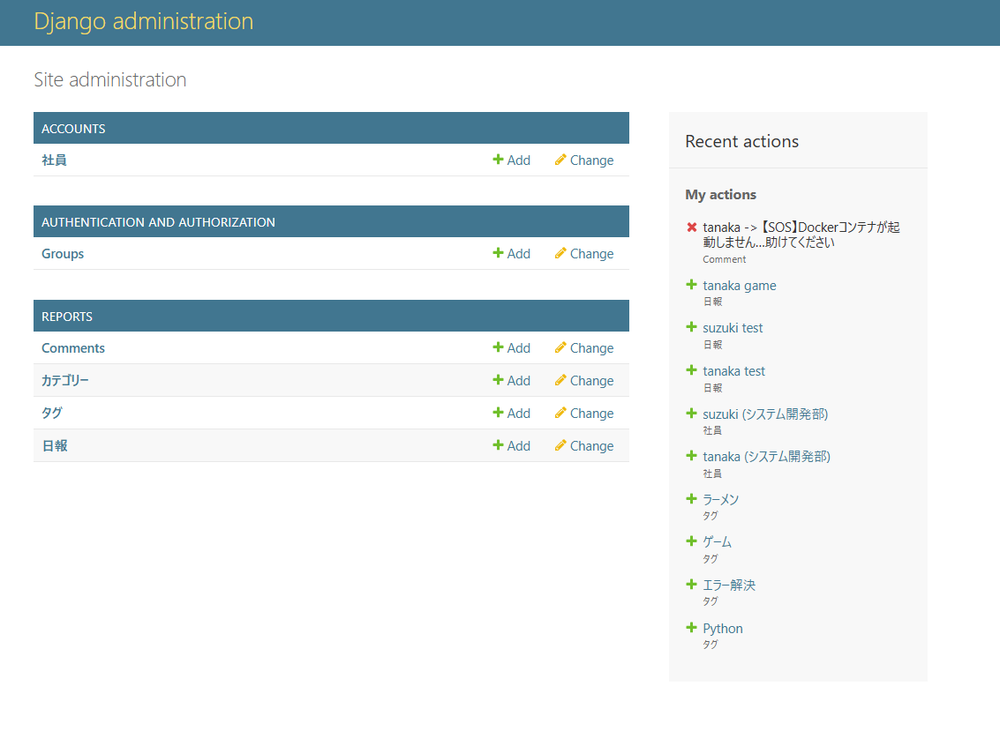 Django administration
Site administration
ACCOUNTS
社員 Add Change
AUTHENTICATION AND AUTHORIZATION
Groups Add Change
REPORTS
Comments Add Change
カテゴリー Add Change
タグ Add Change
日報 Add Change
Recent actions
My actions
tanaka -> 【SOS】Dockerコンテナが起
動しません...助けてください
Comment
tanaka game
日報
suzuki test
日報
tanaka test
日報
suzuki (システム開発部)
社員
tanaka (システム開発部)
社員
ラーメン
タグ
ゲーム
タグ
エラー解決
タグ
Python
タグ